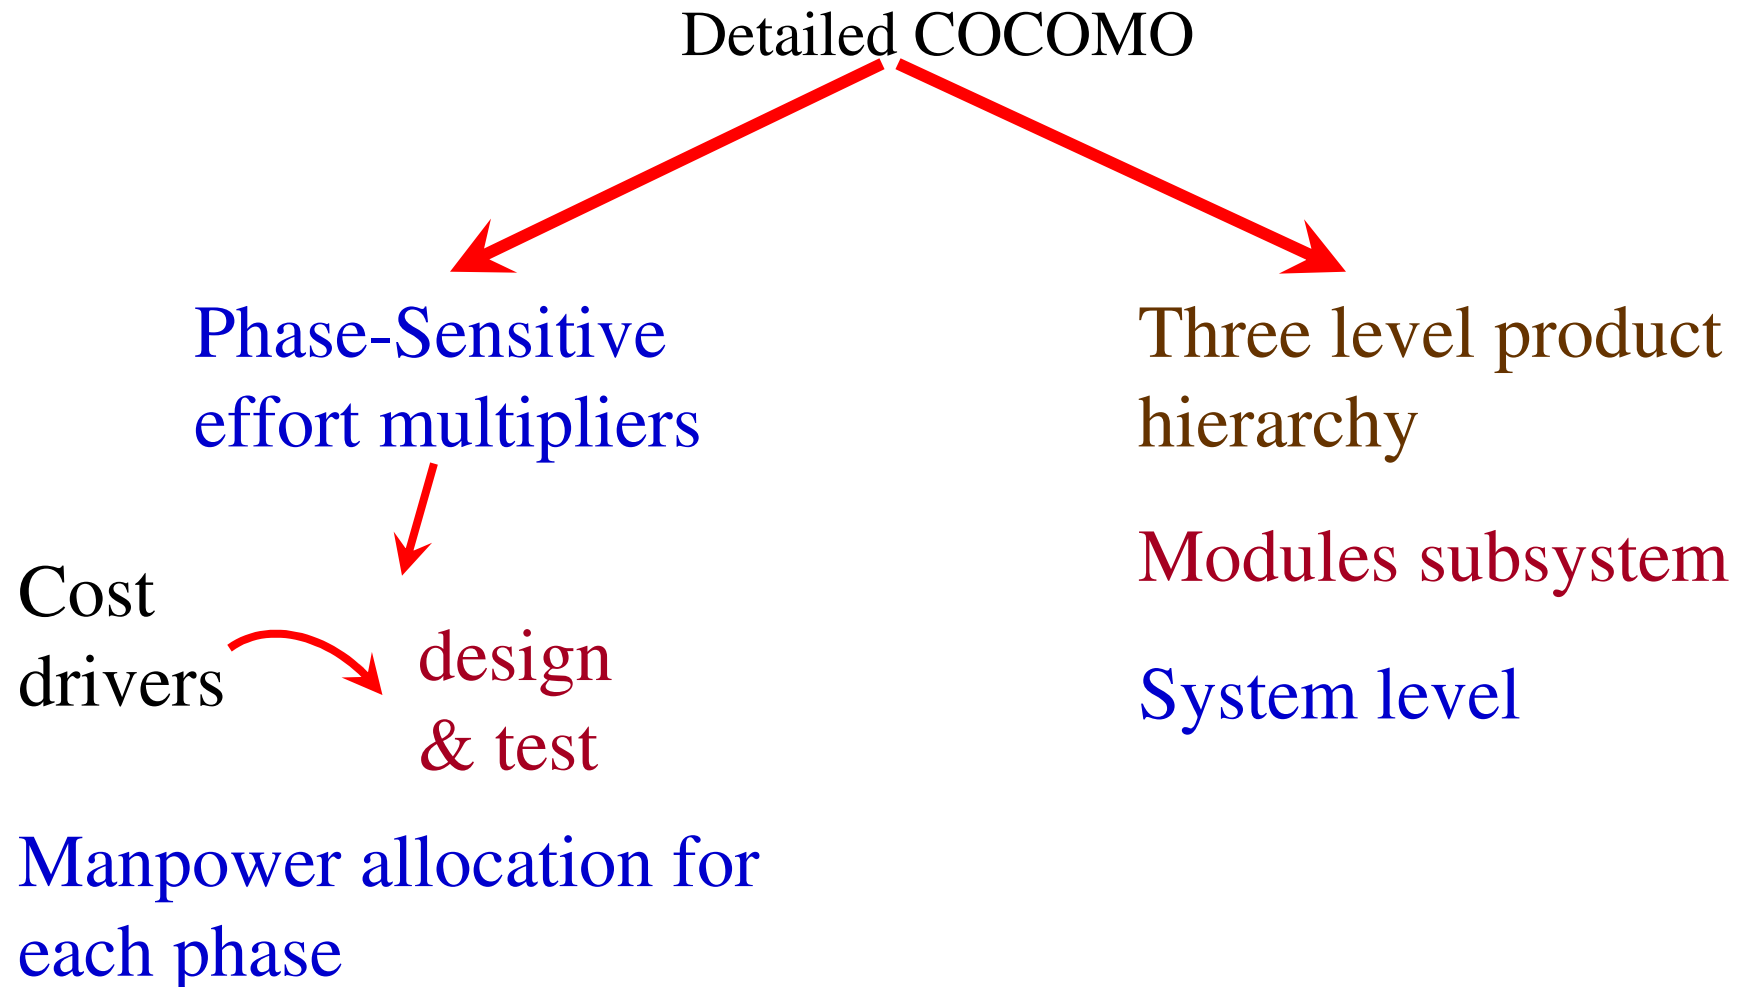 Detailed COCOMO
Phase-Sensitive
effort multipliers
Cost
drivers
design
& test
Manpower allocation for
each phase
Three level product
hierarchy
Modules subsystem
System level